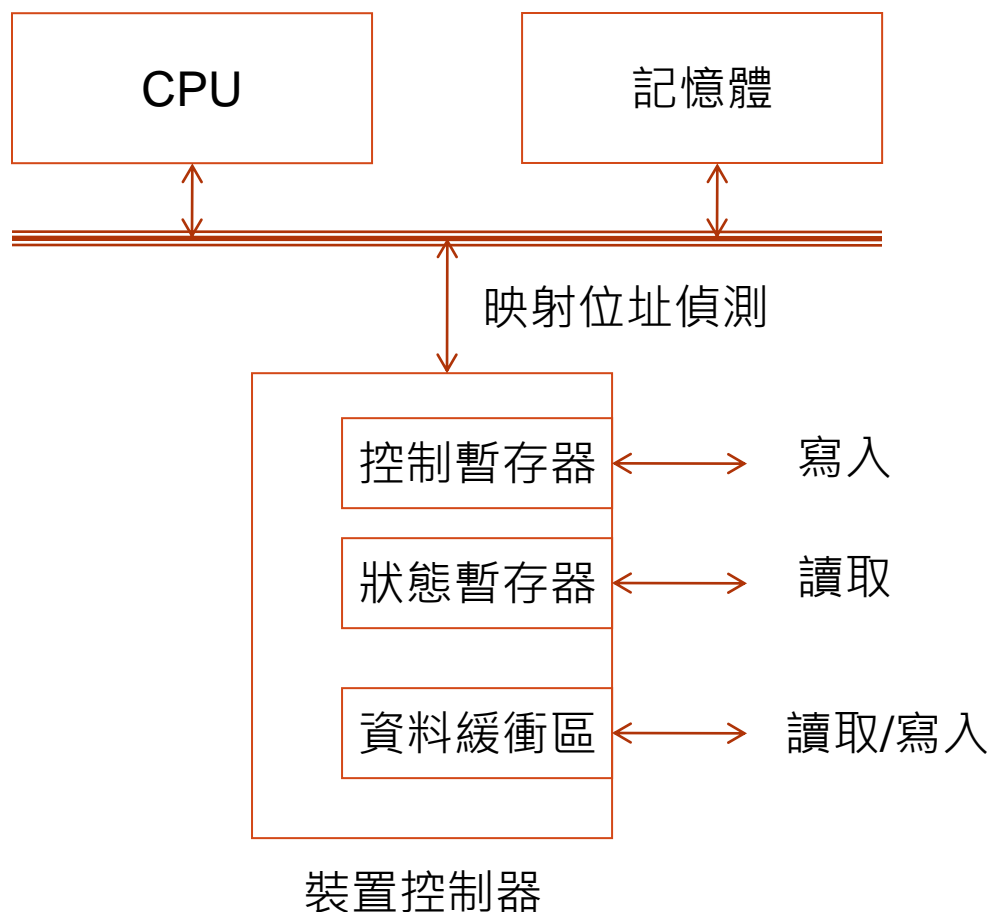 CPU
記憶體
映射位址偵測
控制暫存器
寫入
狀態暫存器
讀取
資料緩衝區
讀取/寫入
裝置控制器